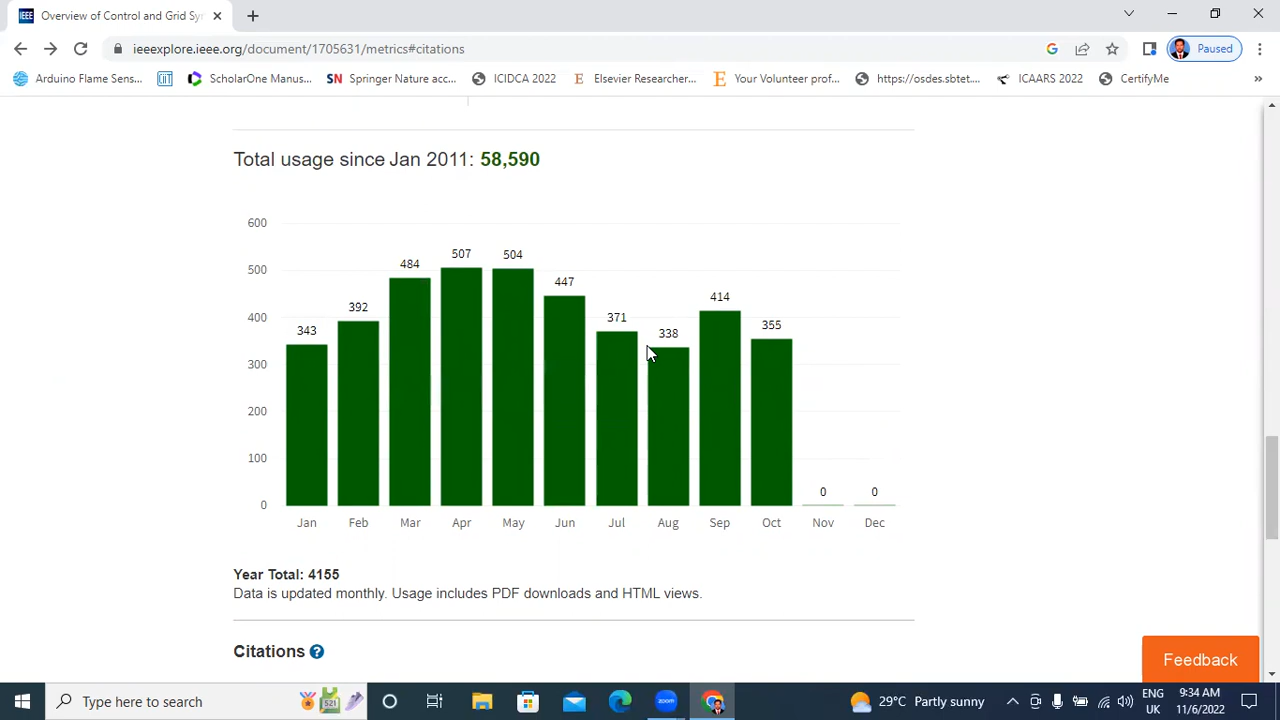 Overview of Control and Grid Syn
ieeexplore.ieee.org/document/1705631/metrics#citations
Paused
Arduino Flame Sens...
ScholarOne Manus...
SN Springer Nature acc...
ICIDCA 2022
E Elsevier Researcher...
E Your Volunteer prof...
https://osdes.sbtet....
ICAARS 2022
CertifyMe
»
Total usage since Jan 2011: 58,590
600
500
400
300
200
100
0
343
392
484
507
504
447
371
338
414
355
0
0
Jan
Feb
Mar
Apr
May
Jun
Jul
Aug
Sep
Oct
Nov
Dec
Year Total: 4155
Data is updated monthly. Usage includes PDF downloads and HTML views.
Citations ?
Feedback
Type here to search
29°C Partly sunny
ENG
UK
9:34 AM
11/6/2022